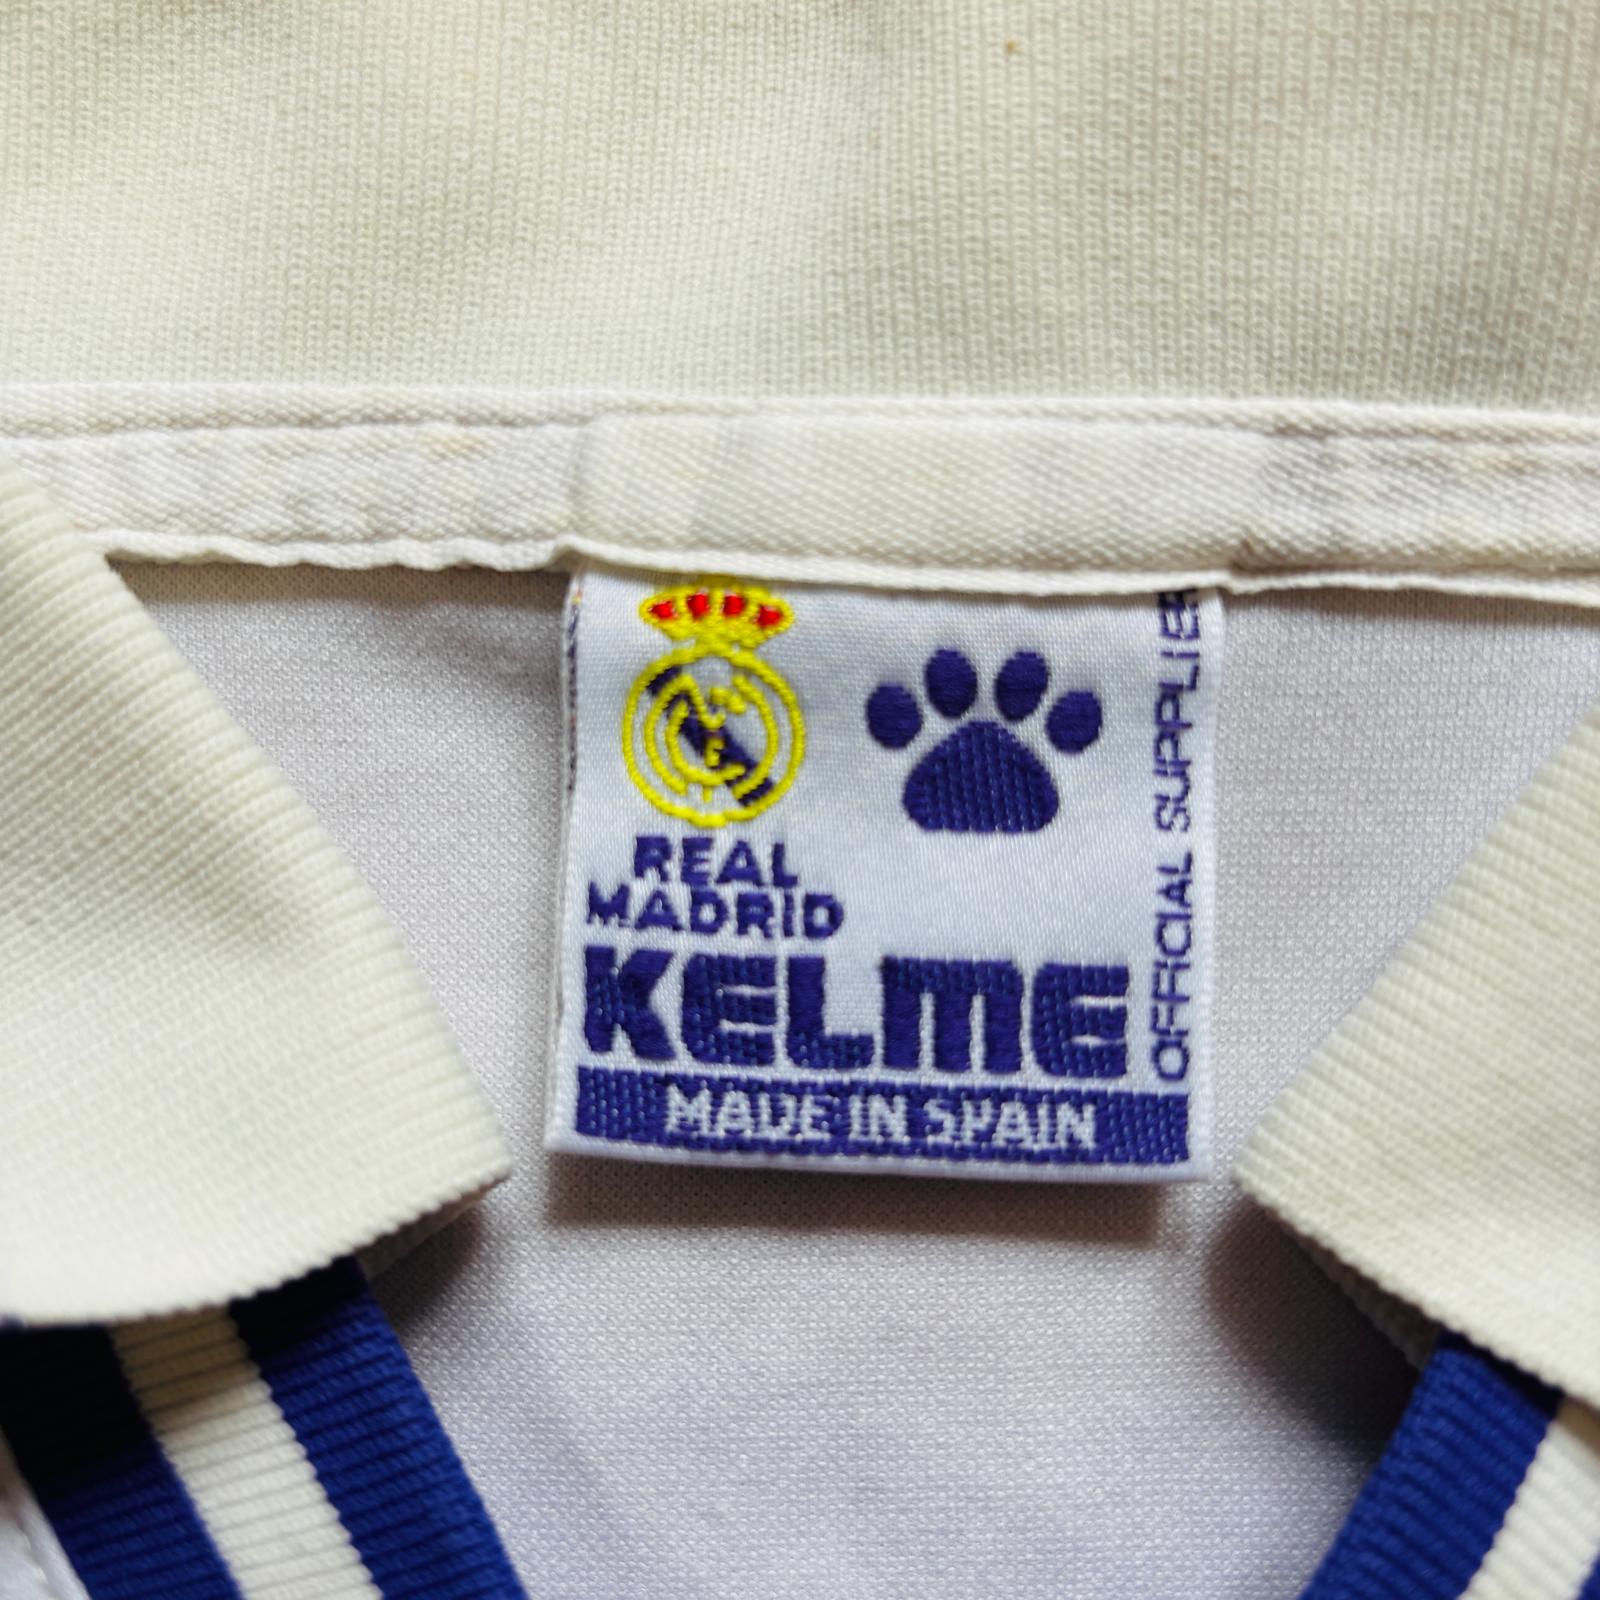 REAL
MADRID
KELME
MADE IN SPAIN
OFFICIAL SUPPLIER